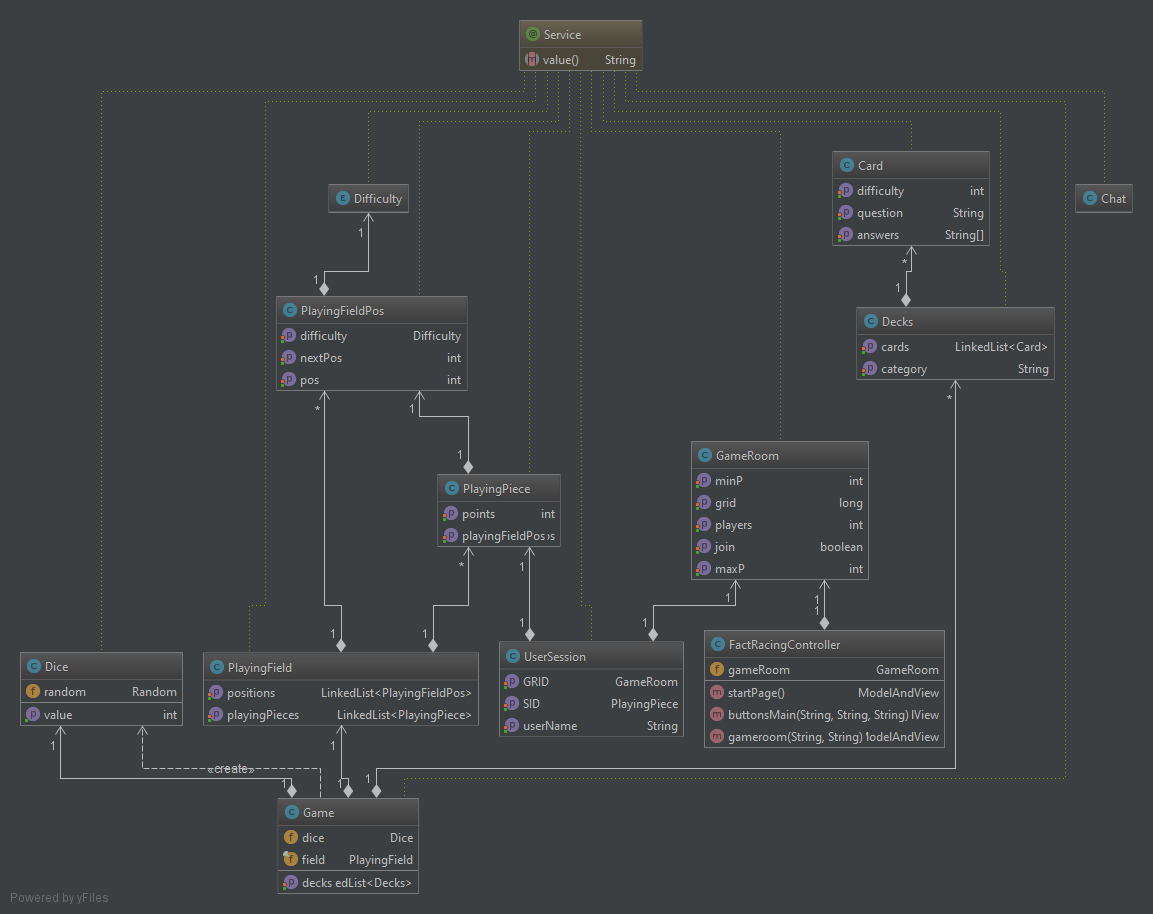 @ Service
m value() String
C Card
p difficulty int
p question String
p answers String[]
E Difficulty
C Chat
1
1
*
1
C PlayingFieldPos
p difficulty Difficulty
p nextPos int
p pos int
C Decks
p cards LinkedList<Card>
p category String
* 1
*
1
C GameRoom
p minP int
p grid long
p players int
p join boolean
p maxP int
C PlayingPiece
p points int
p playingFieldPos os
* 1
1 1
1
1 1 1 1
C FactRacingController
f gameRoom GameRoom
m startPage() ModelAndView
m buttonsMain(String, String, String) lView
m gameroom(String, String) ModelAndView
C UserSession
p GRID GameRoom
p SID PlayingPiece
p userName String
C Dice
f random Random
p value int
C PlayingField
p positions LinkedList<PlayingFieldPos>
p playingPieces LinkedList<PlayingPiece>
1 1
«create»
1 1 1
C Game
f dice Dice
f field PlayingField
p decks edList<Decks>
Powered by yFiles